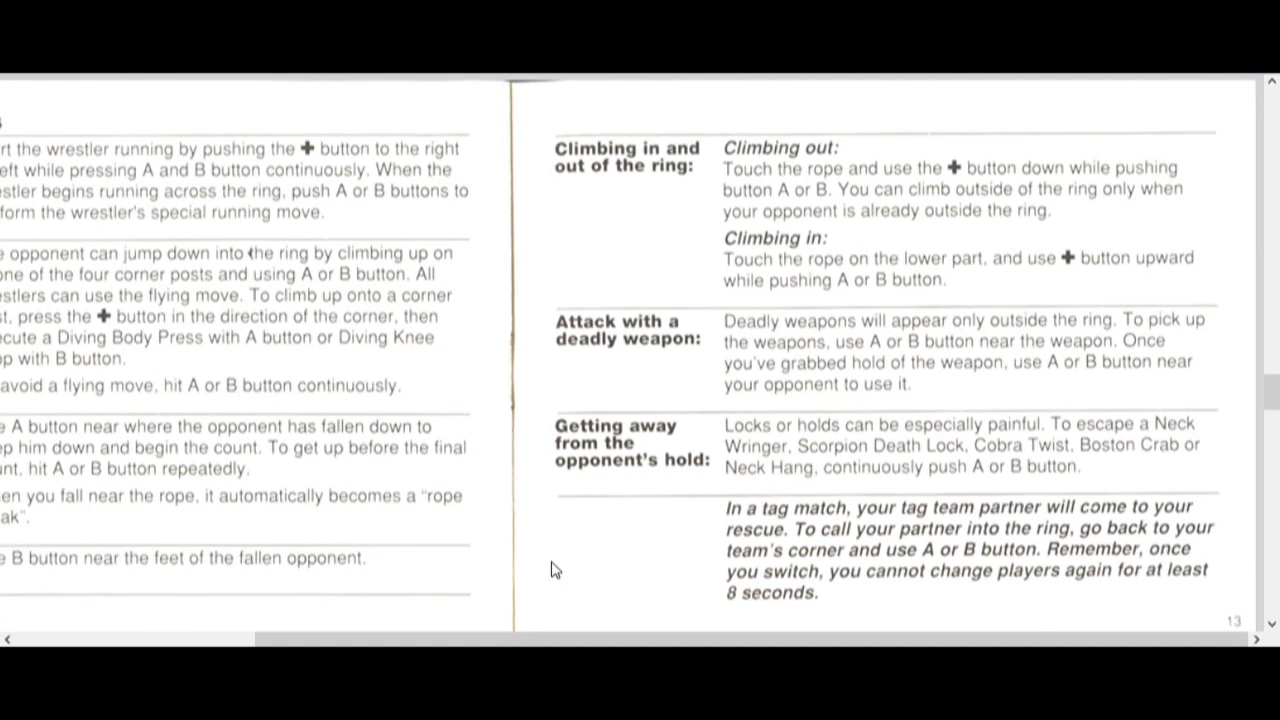 rt the wrestler running by pushing the ✚ button to the right
eft while pressing A and B button continuously. When the
estler begins running across the ring, push A or B buttons to
form the wrestler's special running move.
e opponent can jump down into the ring by climbing up on
one of the four corner posts and using A or B button. All
estlers can use the flying move. To climb up onto a corner
st, press the ✚ button in the direction of the corner, then
ecute a Diving Body Press with A button or Diving Knee
op with B button.
avoid a flying move, hit A or B button continuously.
e A button near where the opponent has fallen down to
ep him down and begin the count. To get up before the final
unt, hit A or B button repeatedly.
en you fall near the rope, it automatically becomes a “rope
ak”.
e B button near the feet of the fallen opponent.
Climbing in and
out of the ring:
Climbing out:
Touch the rope and use the ✚ button down while pushing
button A or B. You can climb outside of the ring only when
your opponent is already outside the ring.
Climbing in:
Touch the rope on the lower part, and use ✚ button upward
while pushing A or B button.
Attack with a
deadly weapon:
Deadly weapons will appear only outside the ring. To pick up
the weapons, use A or B button near the weapon. Once
you've grabbed hold of the weapon, use A or B button near
your opponent to use it.
Getting away
from the
opponent's hold:
Locks or holds can be especially painful. To escape a Neck
Wringer, Scorpion Death Lock, Cobra Twist, Boston Crab or
Neck Hang, continuously push A or B button.
In a tag match, your tag team partner will come to your
rescue. To call your partner into the ring, go back to your
team's corner and use A or B button. Remember, once
you switch, you cannot change players again for at least
8 seconds.
13